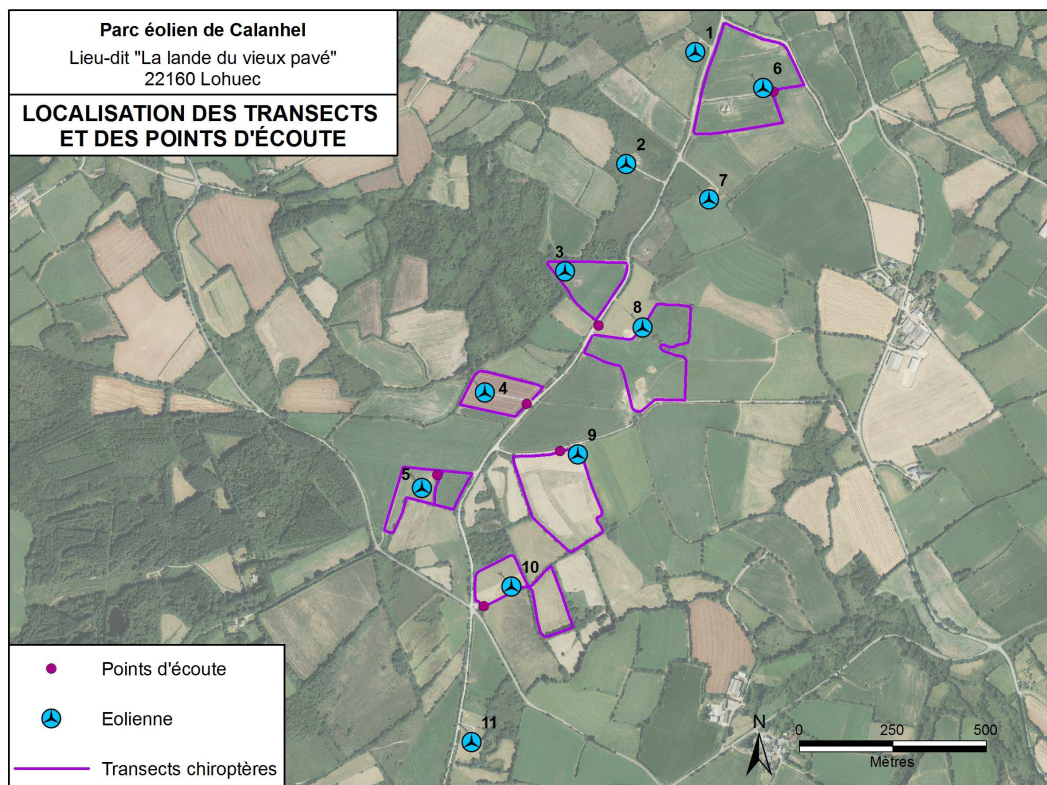 Parc éolien de Calanhel
Lieu-dit "La lande du vieux pavé"
22160 Lohuec
LOCALISATION DES TRANSECTS
ET DES POINTS D'ÉCOUTE
1
6
2
7
3
8
4
9
5
10
11
Points d'écoute
Eolienne
Transects chiroptères
N
0 250 500
Mètres